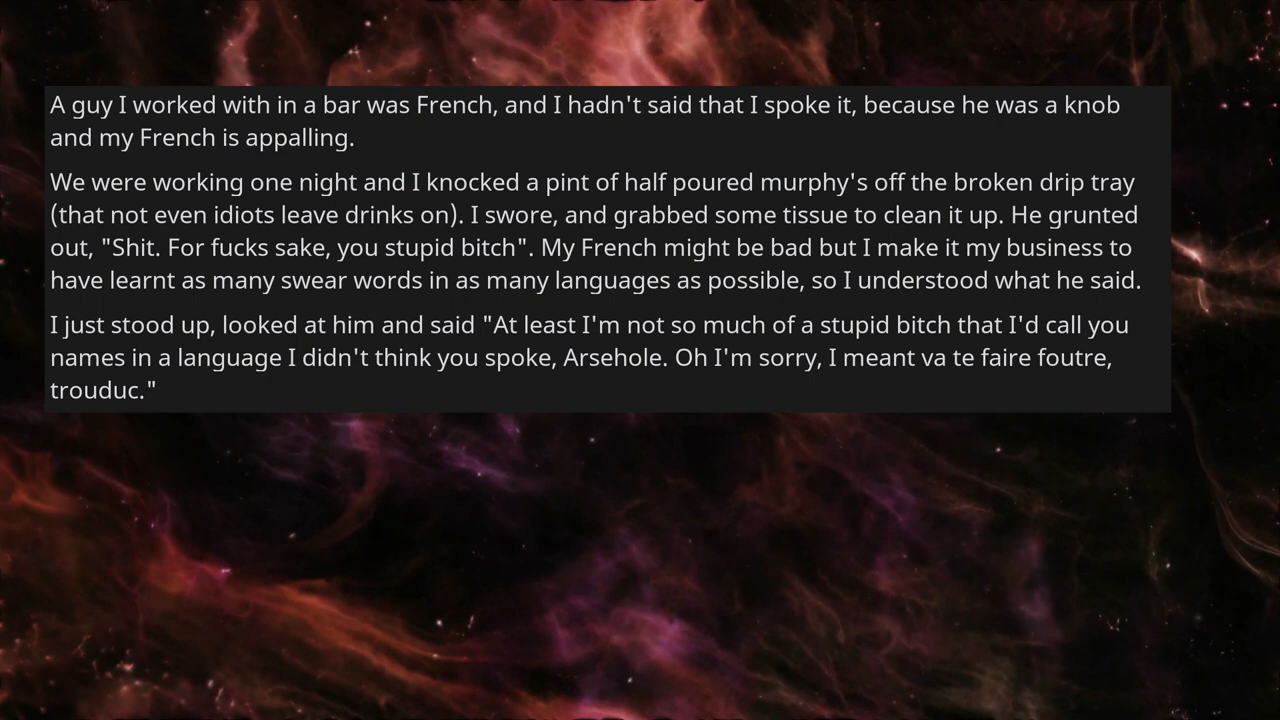 A guy I worked with in a bar was French, and I hadn't said that I spoke it, because he was a knob
and my French is appalling.
We were working one night and I knocked a pint of half poured murphy's off the broken drip tray
(that not even idiots leave drinks on). I swore, and grabbed some tissue to clean it up. He grunted
out, "Shit. For fucks sake, you stupid bitch". My French might be bad but I make it my business to
have learnt as many swear words in as many languages as possible, so I understood what he said.
I just stood up, looked at him and said "At least I'm not so much of a stupid bitch that I'd call you
names in a language I didn't think you spoke, Arsehole. Oh I'm sorry, I meant va te faire foutre,
trouduc."